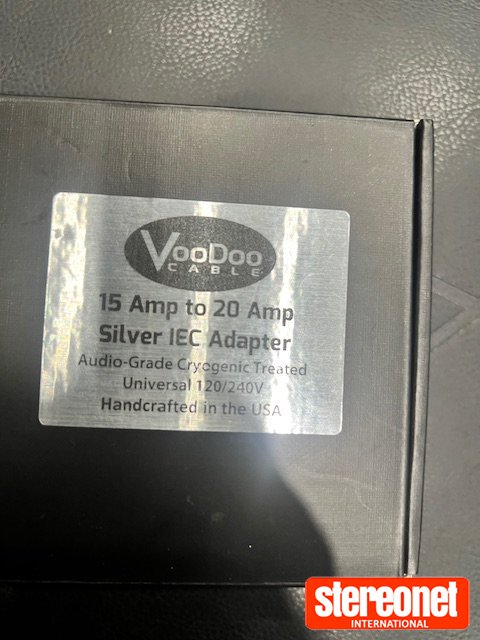 VooDoo
CABLE
15 Amp to 20 Amp
Silver IEC Adapter
Audio-Grade Cryogenic Treated
Universal 120/240V
Handcrafted in the USA
stereonet
INTERNATIONAL